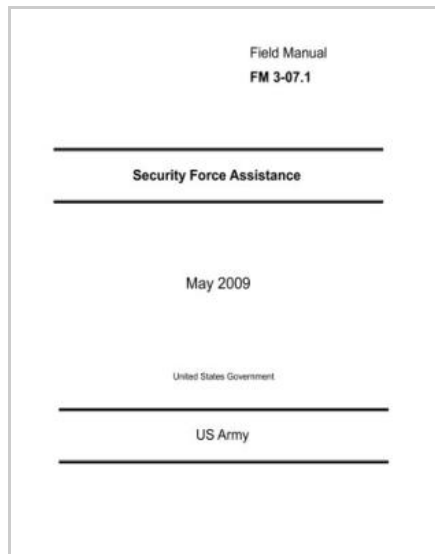 Field Manual
FM 3-07.1
Security Force Assistance
May 2009
United States Government
US Army